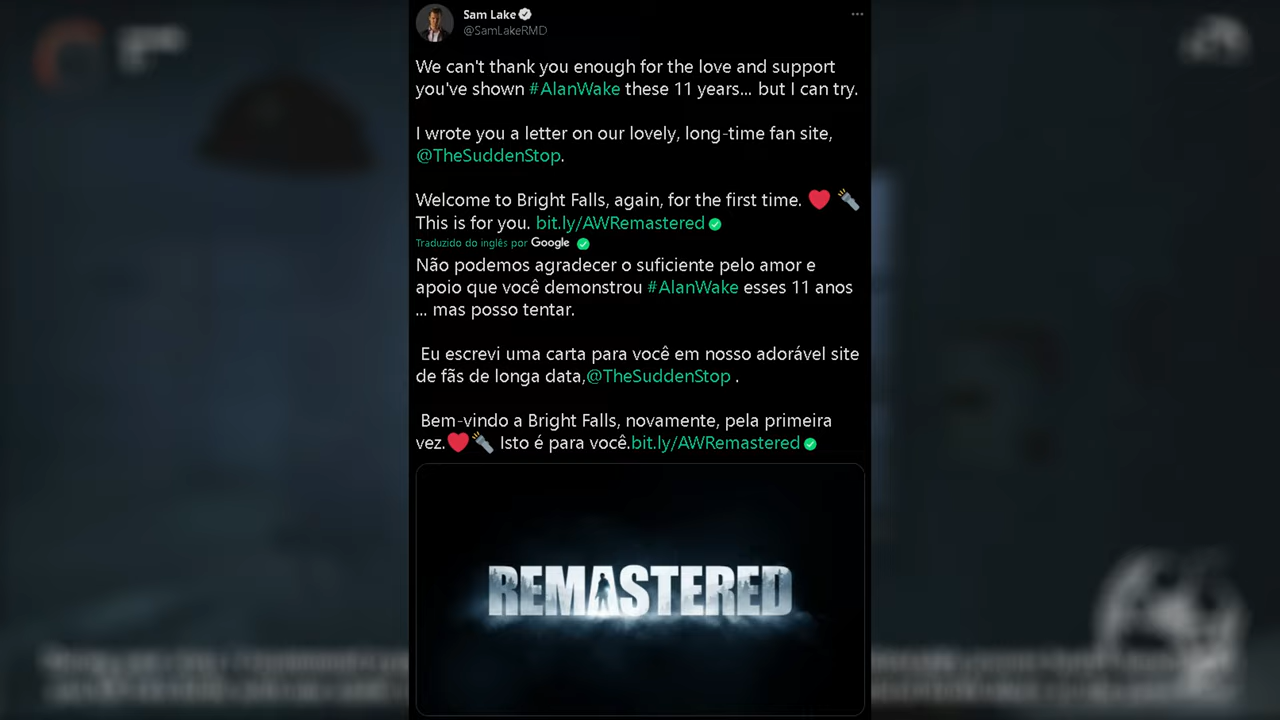 Sam Lake
@SamLakeRMD
We can't thank you enough for the love and support
you've shown #AlanWake these 11 years... but I can try.
I wrote you a letter on our lovely, long-time fan site,
@TheSuddenStop.
Welcome to Bright Falls, again, for the first time. ❤️ 🔦
This is for you. bit.ly/AWRemastered
Traduzido do inglês por Google
Não podemos agradecer o suficiente pelo amor e
apoio que você demonstrou #AlanWake esses 11 anos
... mas posso tentar.
Eu escrevi uma carta para você em nosso adorável site
de fãs de longa data,@TheSuddenStop .
Bem-vindo a Bright Falls, novamente, pela primeira
vez.❤️🔦 Isto é para você.bit.ly/AWRemastered
REMASTERED